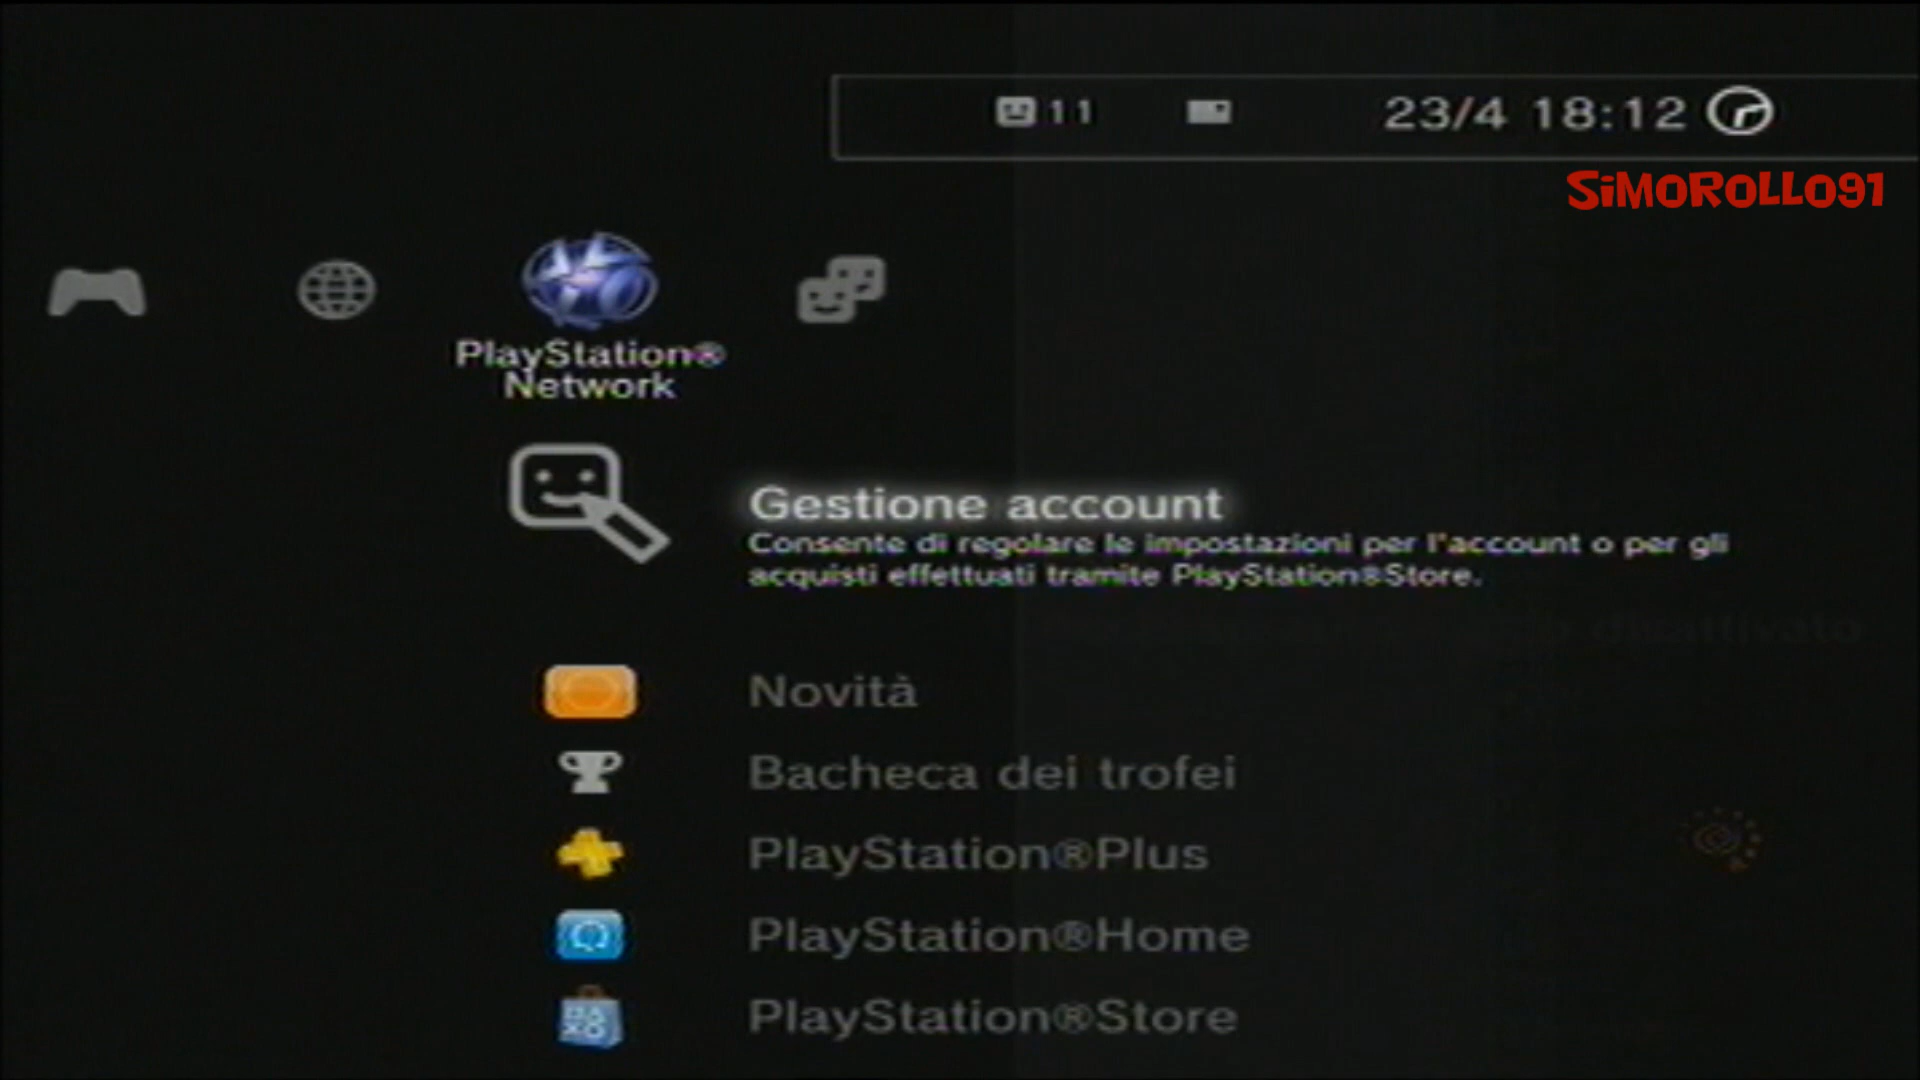 11
23/4 18:12
SiMOROLLO91
PlayStation®
Network
Gestione account
Consente di regolare le impostazioni per l'account o per gli
acquisti effettuati tramite PlayStation®Store.
disattivato
Novità
Bacheca dei trofei
PlayStation®Plus
PlayStation®Home
PlayStation®Store